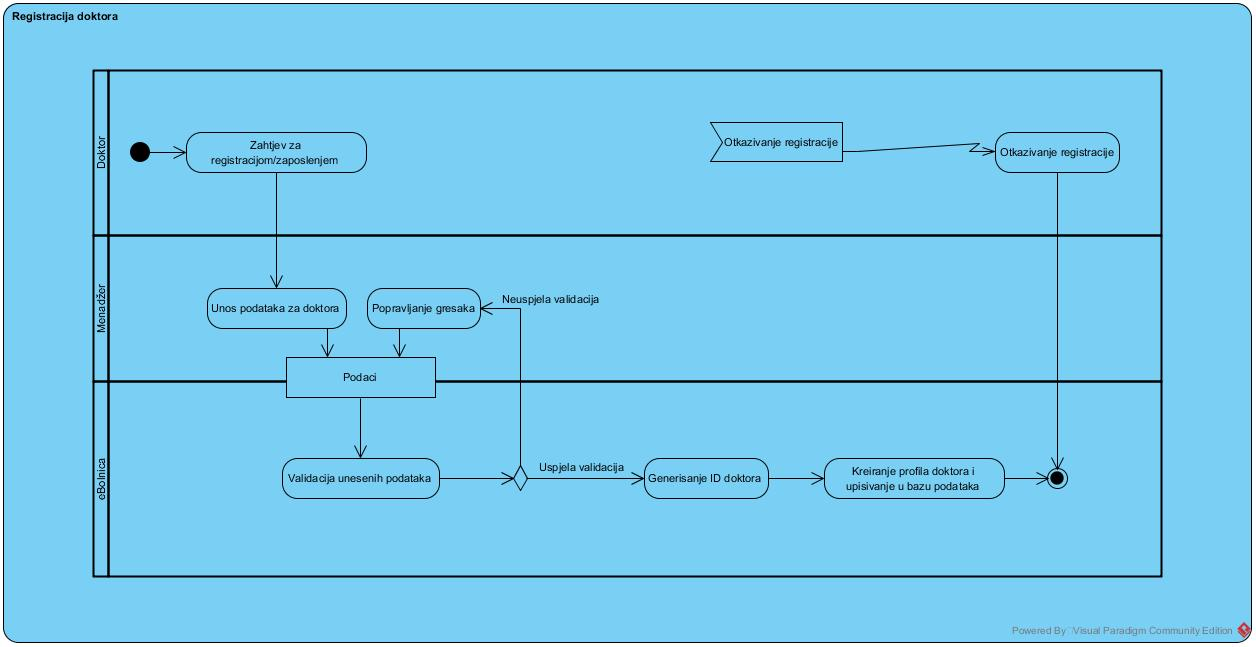 Registracija doktora
Doktor
Zahtjev za
registracijom/zaposlenjem
Otkazivanje registracije
Otkazivanje registracije
Menadžer
Unos podataka za doktora
Popravljanje gresaka
Neuspjela validacija
Podaci
eBolnica
Validacija unesenih podataka
Uspjela validacija
Generisanje ID doktora
Kreiranje profila doktora i
upisivanje u bazu podataka
Powered By Visual Paradigm Community Edition